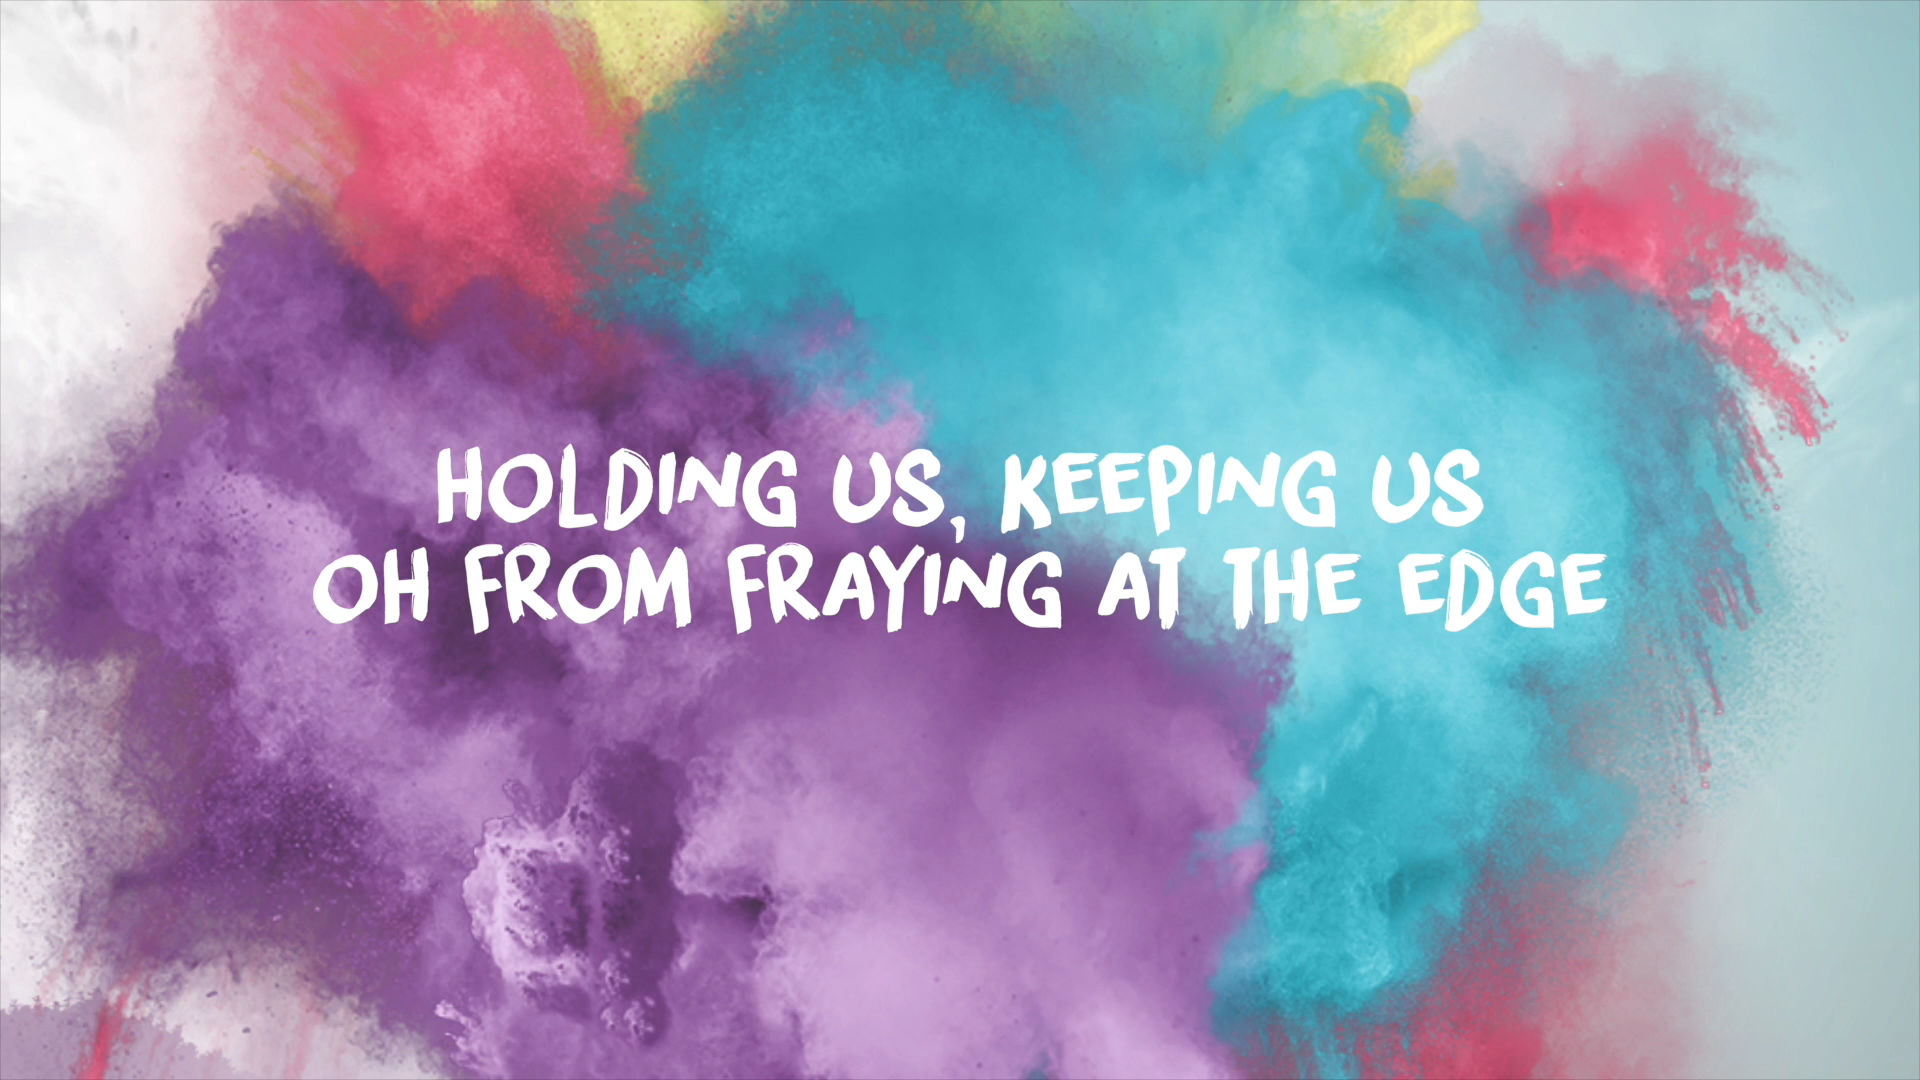 HOLDING US, KEEPING US
OH FROM FRAYING AT THE EDGE